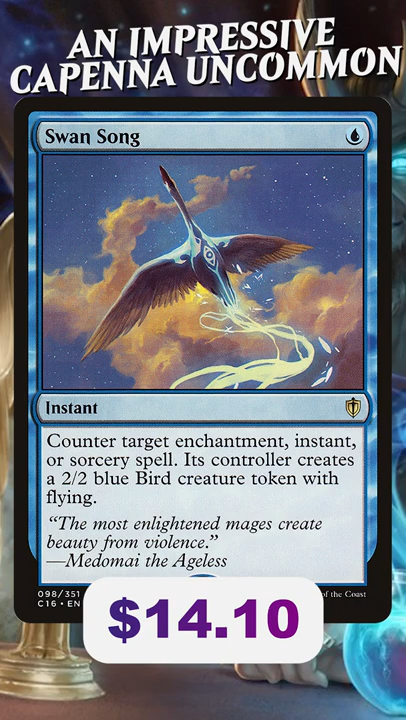 AN IMPRESSIVE
CAPENNA UNCOMMON
Swan Song
Instant
Counter target enchantment, instant,
or sorcery spell. Its controller creates
a 2/2 blue Bird creature token with
flying.
“The most enlightened mages create
beauty from violence.”
—Medomai the Ageless
098/351
of the Coast
C16 • EN
$14.10